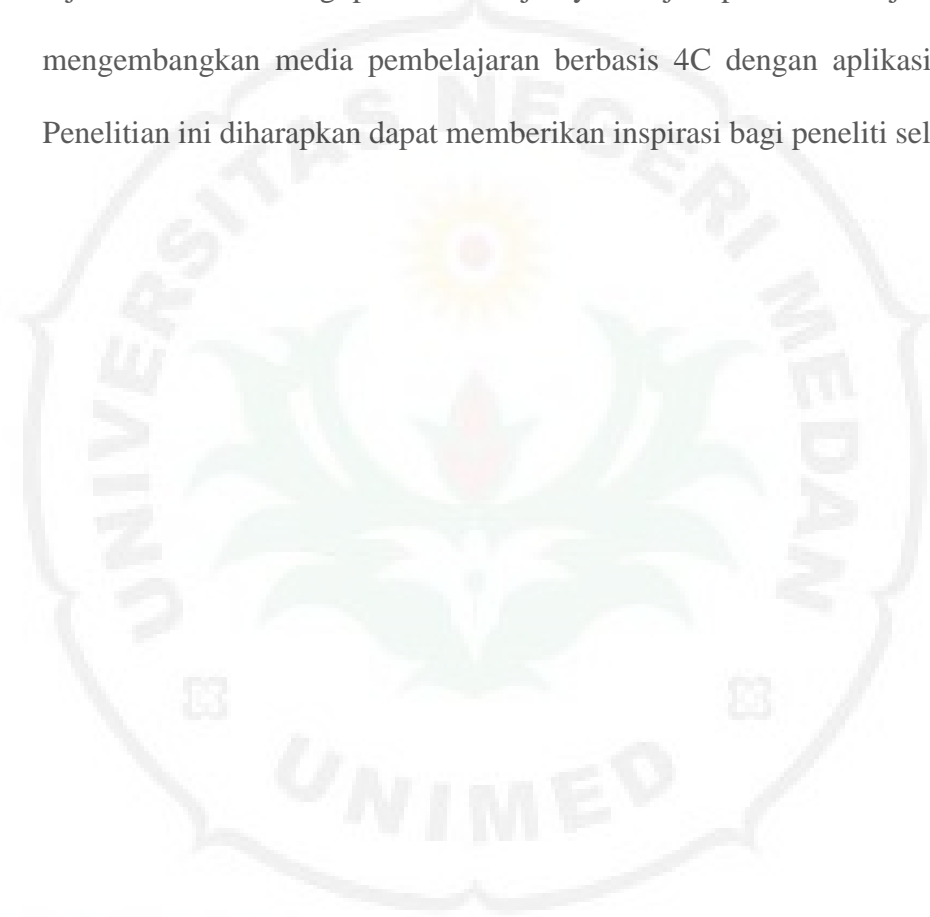 mengembangkan media pembelajaran berbasis 4C dengan aplikasi
Penelitian ini diharapkan dapat memberikan inspirasi bagi peneliti sel
UNIVERSITAS NEGERI MEDAN
UNIMED